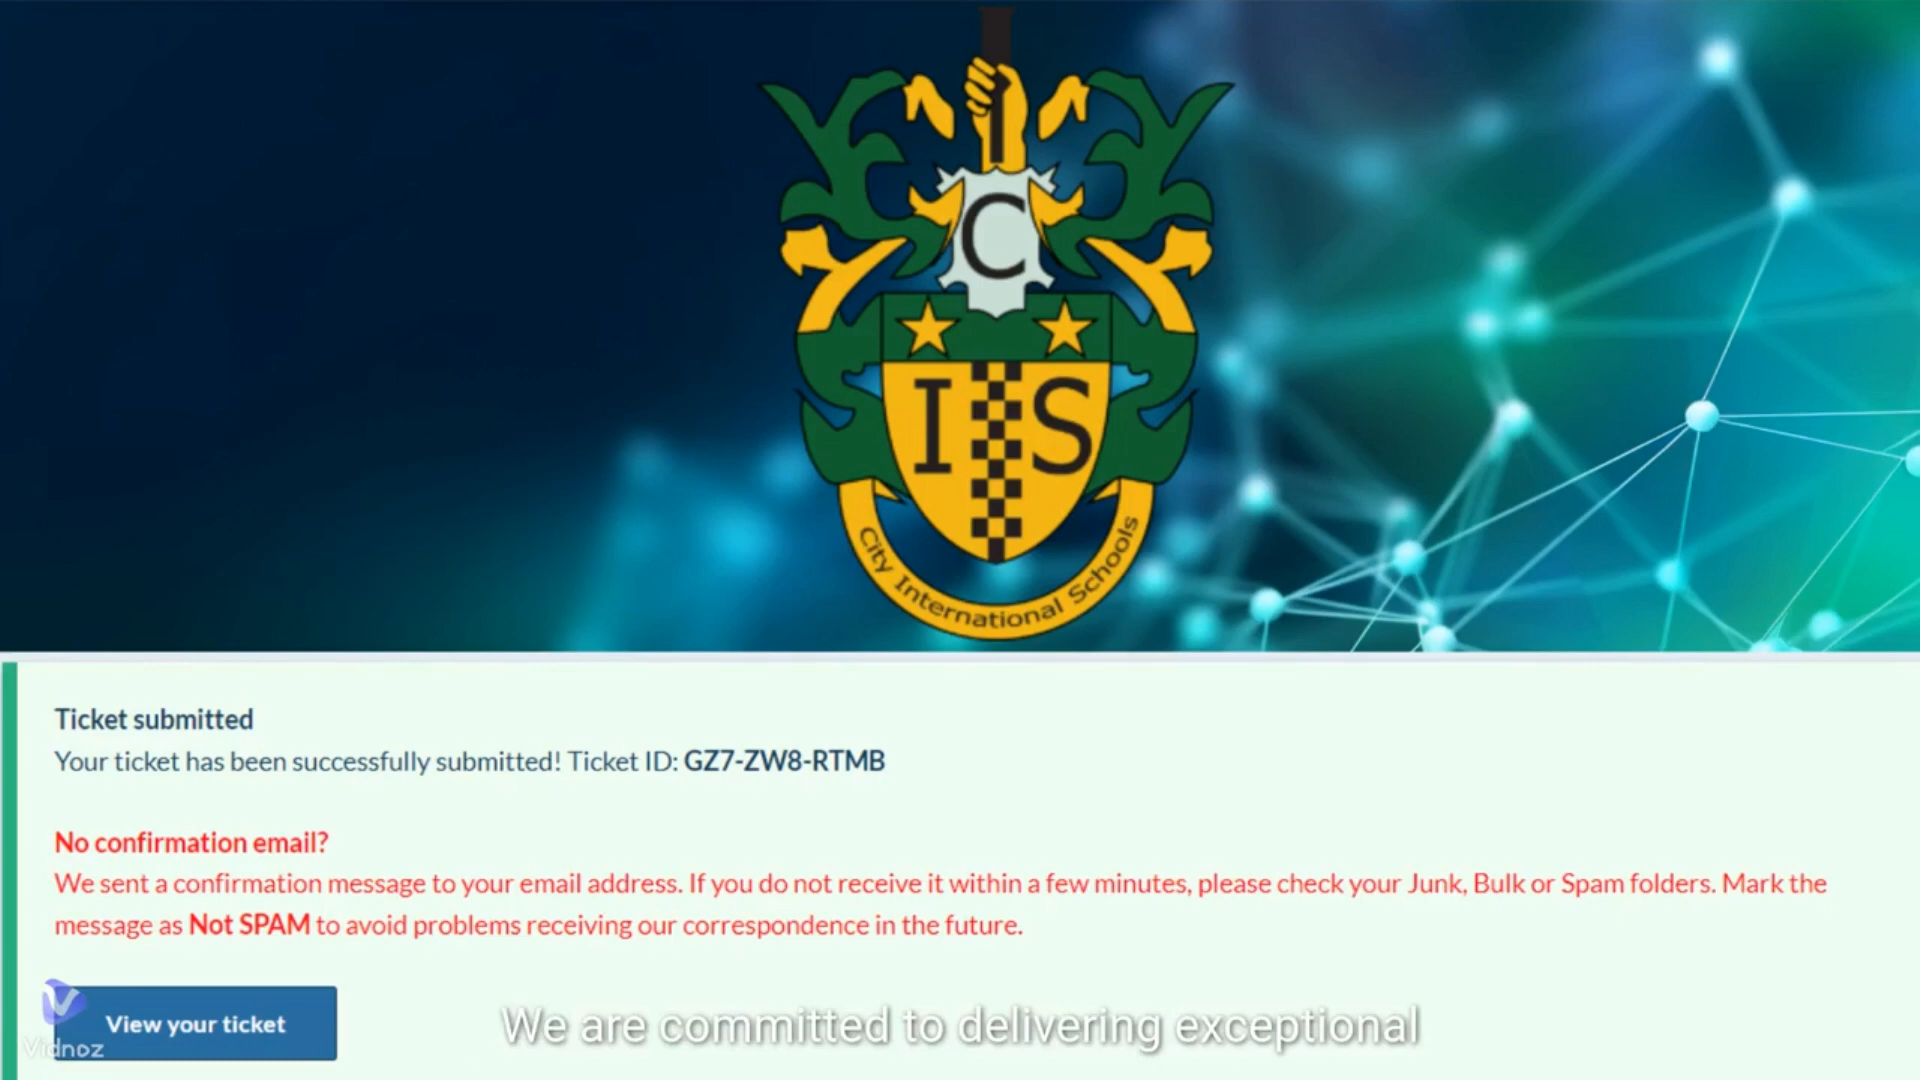 C
I S
City International Schools
Ticket submitted
Your ticket has been successfully submitted! Ticket ID: GZ7-ZW8-RTMB
No confirmation email?
We sent a confirmation message to your email address. If you do not receive it within a few minutes, please check your Junk, Bulk or Spam folders. Mark the
message as Not SPAM to avoid problems receiving our correspondence in the future.
View your ticket
Vidnoz
We are committed to delivering exceptional